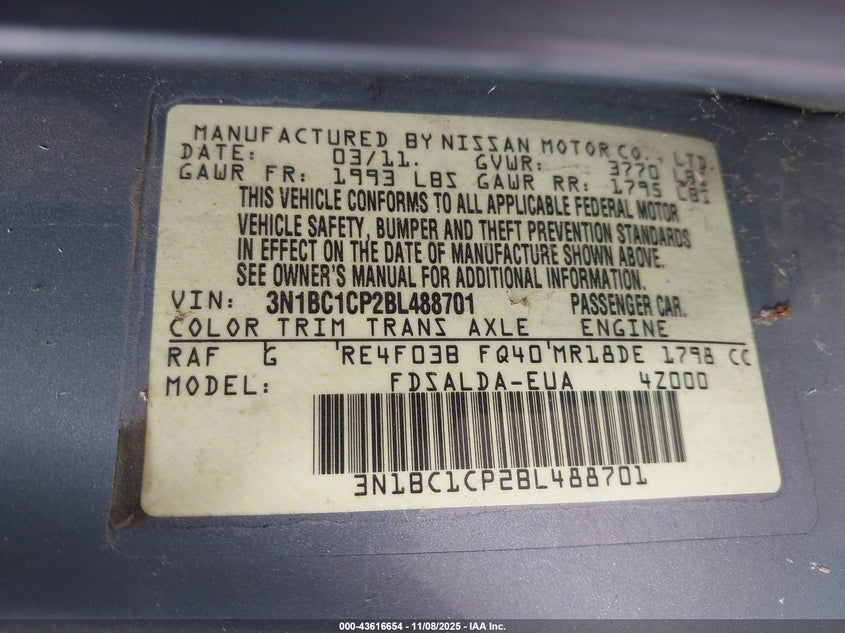 MANUFACTURED BY NISSAN MOTOR CO., LTD.
DATE: 03/11. GVWR: 3770 LBS
GAWR FR: 1993 LBS GAWR RR: 1795 LBS
THIS VEHICLE CONFORMS TO ALL APPLICABLE FEDERAL MOTOR
VEHICLE SAFETY, BUMPER AND THEFT PREVENTION STANDARDS
IN EFFECT ON THE DATE OF MANUFACTURE SHOWN ABOVE.
SEE OWNER'S MANUAL FOR ADDITIONAL INFORMATION.
VIN: 3N1BC1CP2BL488701 PASSENGER CAR.
COLOR TRIM TRANS AXLE ENGINE
RAF G RE4F03B FQ40 MR18DE 1798 CC
MODEL: FDSALDA-EUA 4Z000
3N1BC1CP2BL488701
000-43616654 - 11/08/2025 - IAA Inc.